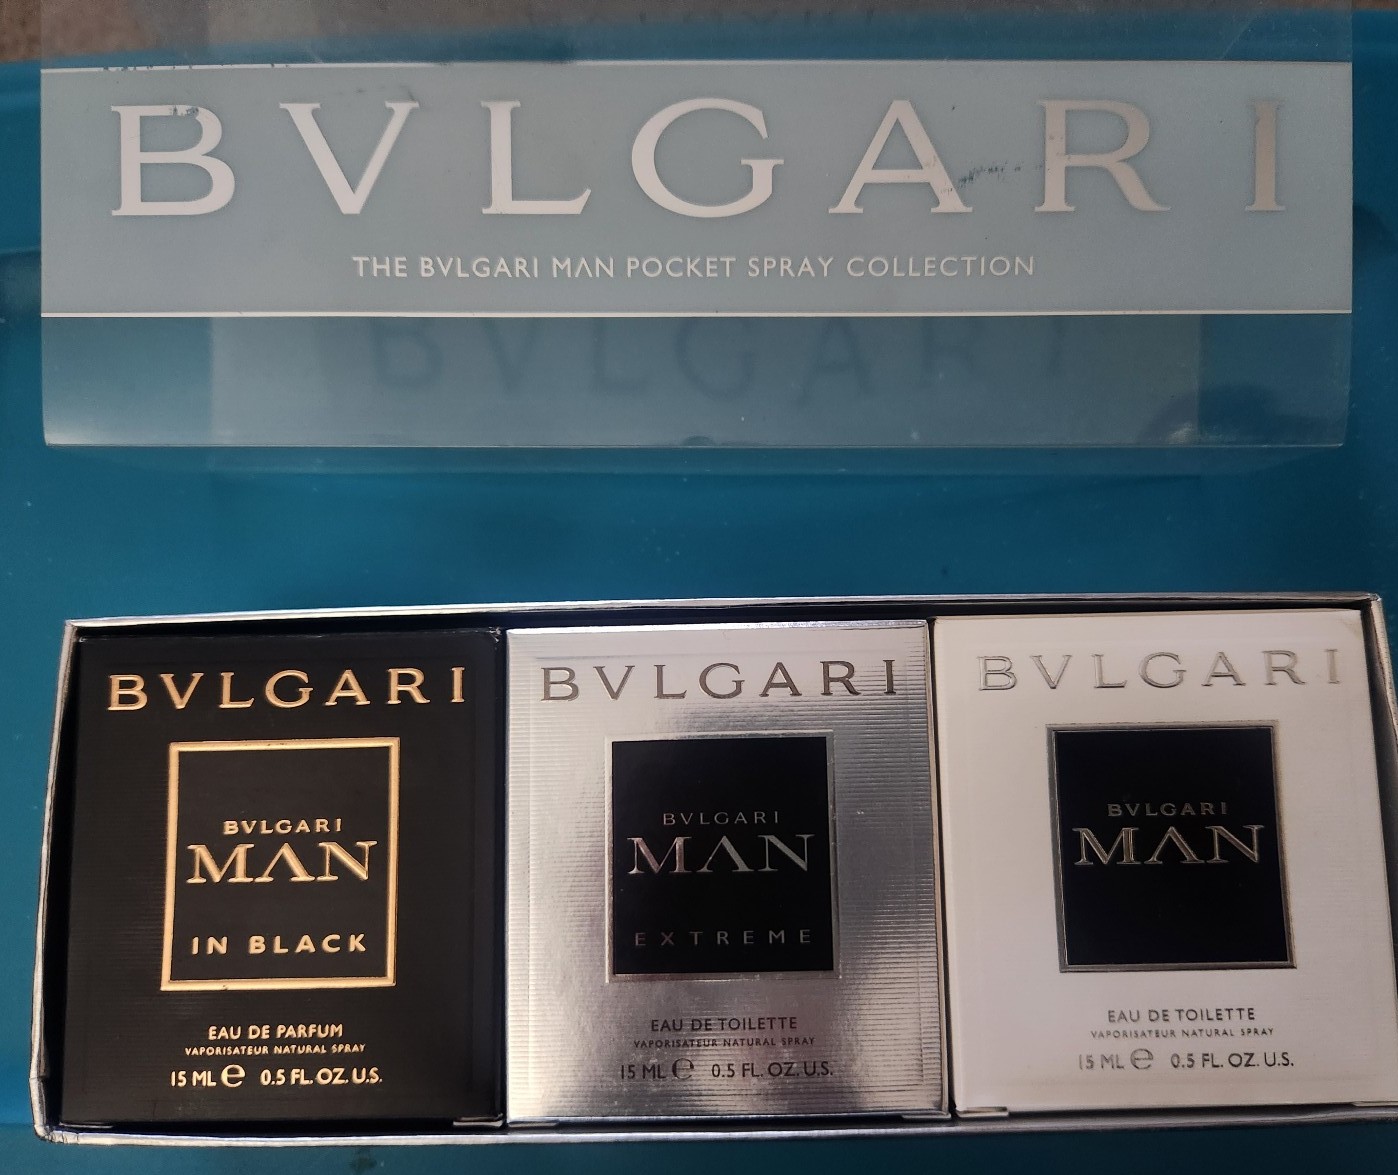 BVLGARI
THE BVLGARI MAN POCKET SPRAY COLLECTION
BVLGARI
BVLGARI
BVLGARI
MAN
IN BLACK
EAU DE PARFUM
VAPORISATEUR NATURAL SPRAY
15 ML e 0.5 FL. OZ. U.S.
BVLGARI
BVLGARI
MAN
EXTREME
EAU DE TOILETTE
VAPORISATEUR NATURAL SPRAY
15 ML e 0.5 FL. OZ. U.S.
BVLGARI
BVLGARI
MAN
EAU DE TOILETTE
VAPORISATEUR NATURAL SPRAY
15 ML e 0.5 FL. OZ. U.S.